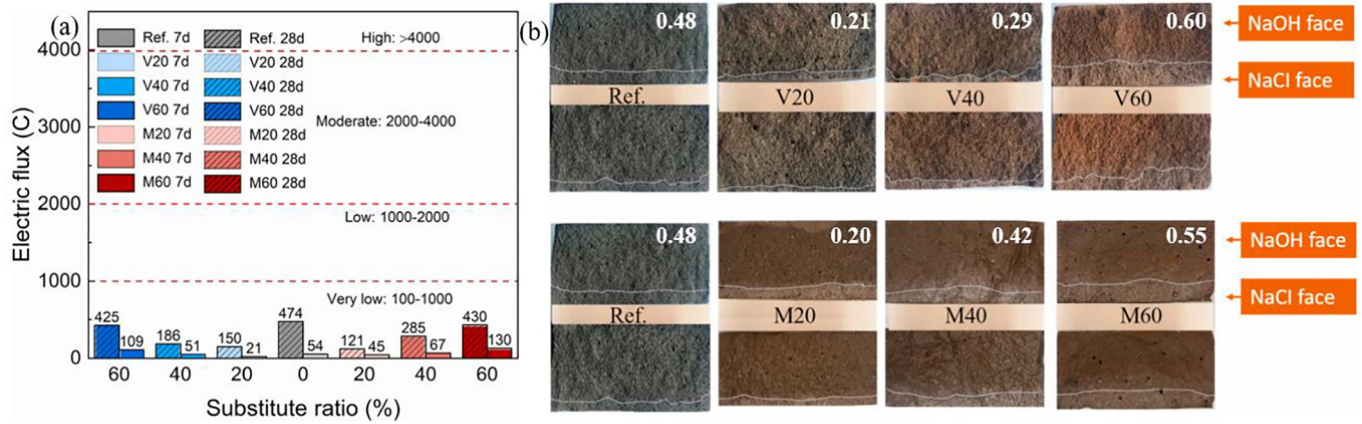 (a)
Electric flux (C)
4000
3000
2000
1000
0
Ref. 7d
Ref. 28d
V20 7d
V20 28d
V40 7d
V40 28d
V60 7d
V60 28d
M20 7d
M20 28d
M40 7d
M40 28d
M60 7d
M60 28d
High: >4000
Moderate: 2000-4000
Low: 1000-2000
Very low: 100-1000
425
109
186
51
150
21
474
54
121
45
285
67
430
130
60
40
20
0
20
40
60
Substitute ratio (%)
(b)
0.48
0.21
0.29
0.60
NaOH face
NaCl face
Ref.
V20
V40
V60
0.48
0.20
0.42
0.55
NaOH face
NaCl face
Ref.
M20
M40
M60